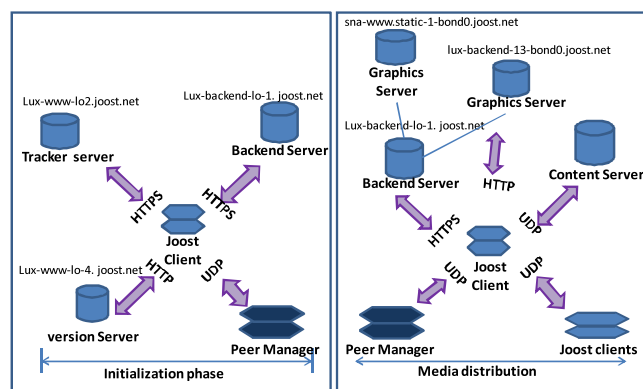 Lux-www-lo2.joost.net
Tracker server
Lux-backend-lo-1. joost.net
Backend Server
HTTPS
HTTPS
Joost
Client
HTTP
UDP
Lux-www-lo-4. joost.net
version Server
Peer Manager
Initialization phase
sna-www.static-1-bond0.joost.net
Graphics
Server
lux-backend-13-bond0.joost.net
Graphics Server
Lux-backend-lo-1. joost.net
Backend Server
Content Server
HTTP
HTTPS
UDP
Joost
Client
UDP
UDP
Peer Manager
Joost clients
Media distribution